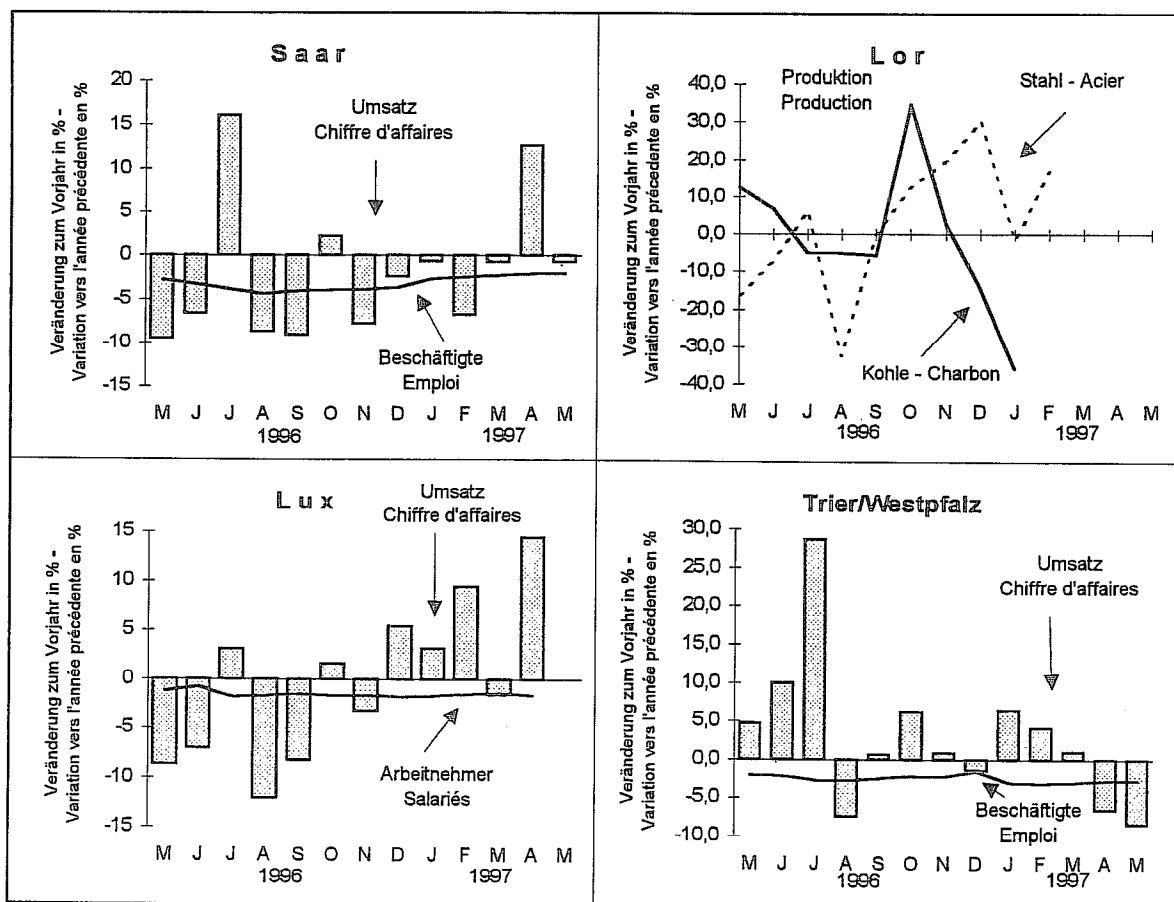 Saar
Veränderung zum Vorjahr in % -
Variation vers l'année précédente en %
20
15
10
5
0
-5
-10
-15
Umsatz
Chiffre d'affaires
Beschäftigte
Emploi
M J J A S O N D J F M A M
1996 1997
Lor
Veränderung zum Vorjahr in % -
Variation vers l'année précedente en %
40,0
30,0
20,0
10,0
0,0
-10,0
-20,0
-30,0
-40,0
Produktion
Production
Stahl - Acier
Kohle - Charbon
M J J A S O N D J F M A M
1996 1997
Lux
Veränderung zum Vorjahr in % -
Variation vers l'année précédente en %
15
10
5
0
-5
-10
-15
Umsatz
Chiffre d'affaires
Arbeitnehmer
Salariés
M J J A S O N D J F M A M
1996 1997
Trier/Westpfalz
Veränderung zum Vorjahr in % -
Variation vers l'année précédente en %
30,0
25,0
20,0
15,0
10,0
5,0
0,0
-5,0
-10,0
Umsatz
Chiffre d'affaires
Beschäftigte
Emploi
M J J A S O N D J F M A M
1996 1997